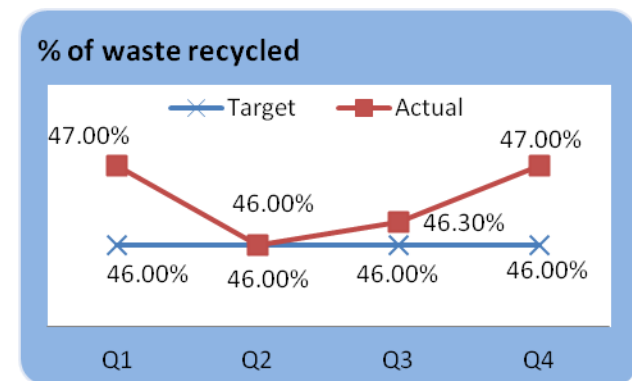 % of waste recycled
Target Actual
47.00% 47.00%
46.00%
46.30%
46.00% 46.00% 46.00% 46.00%
Q1 Q2 Q3 Q4